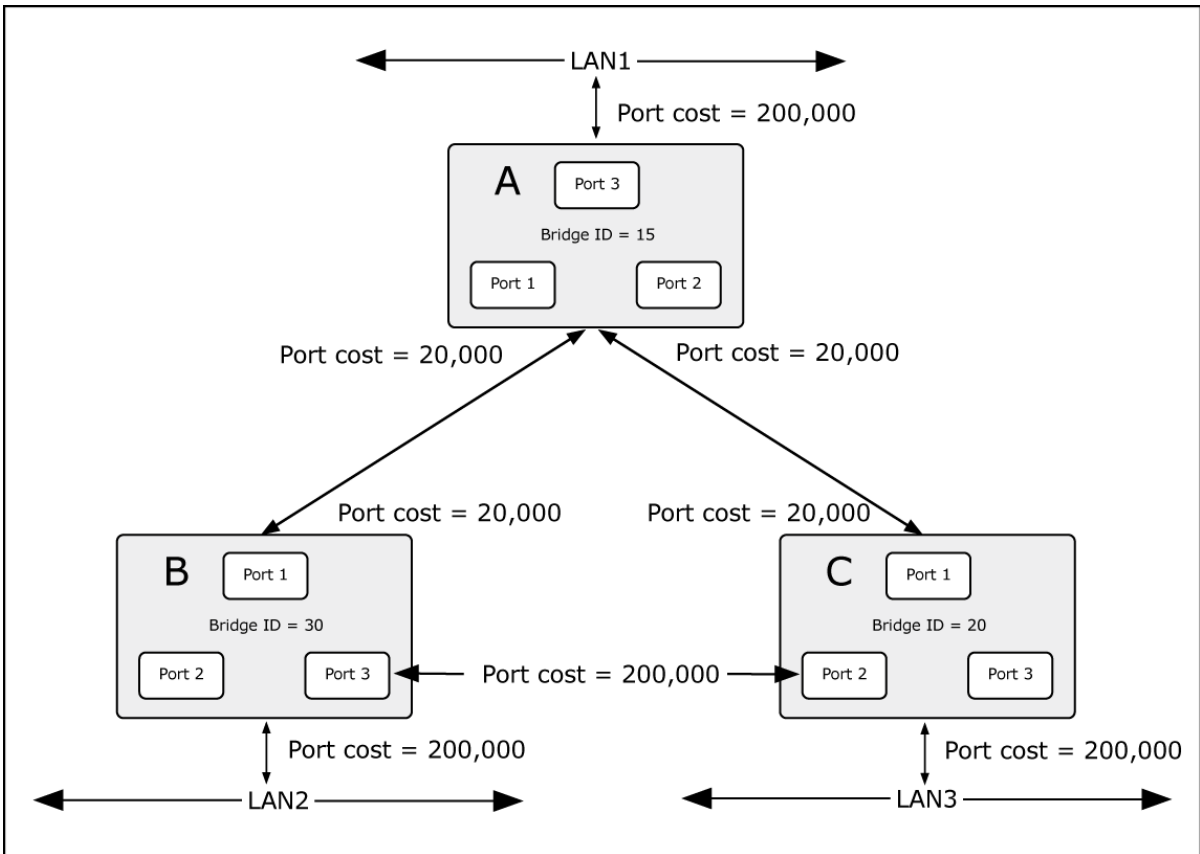 LAN1
Port cost = 200,000
A
Port 3
Bridge ID = 15
Port 1
Port 2
Port cost = 20,000
Port cost = 20,000
Port cost = 20,000
Port cost = 20,000
B
Port 1
Bridge ID = 30
Port 2
Port 3
Port cost = 200,000
C
Port 1
Bridge ID = 20
Port 2
Port 3
Port cost = 200,000
LAN2
Port cost = 200,000
LAN3